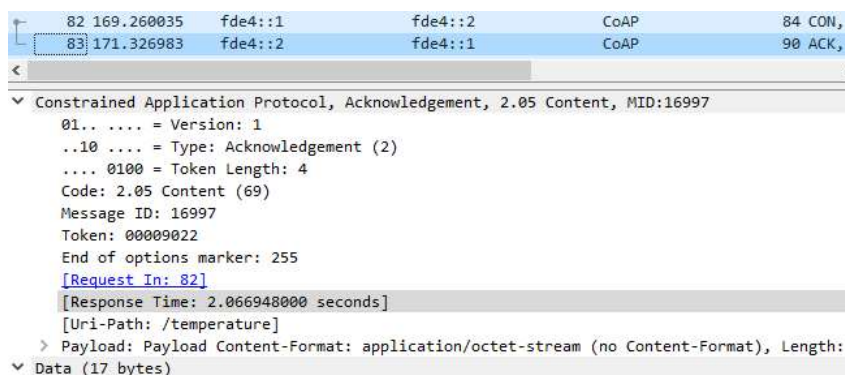 82 169.260035 fde4::1 fde4::2 CoAP 84 CON,
83 171.326983 fde4::2 fde4::1 CoAP 90 ACK,
Constrained Application Protocol, Acknowledgement, 2.05 Content, MID:16997
01.. .... = Version: 1
..10 .... = Type: Acknowledgement (2)
.... 0100 = Token Length: 4
Code: 2.05 Content (69)
Message ID: 16997
Token: 00009022
End of options marker: 255
[Request In: 82]
[Response Time: 2.066948000 seconds]
[Uri-Path: /temperature]
Payload: Payload Content-Format: application/octet-stream (no Content-Format), Length:
Data (17 bytes)